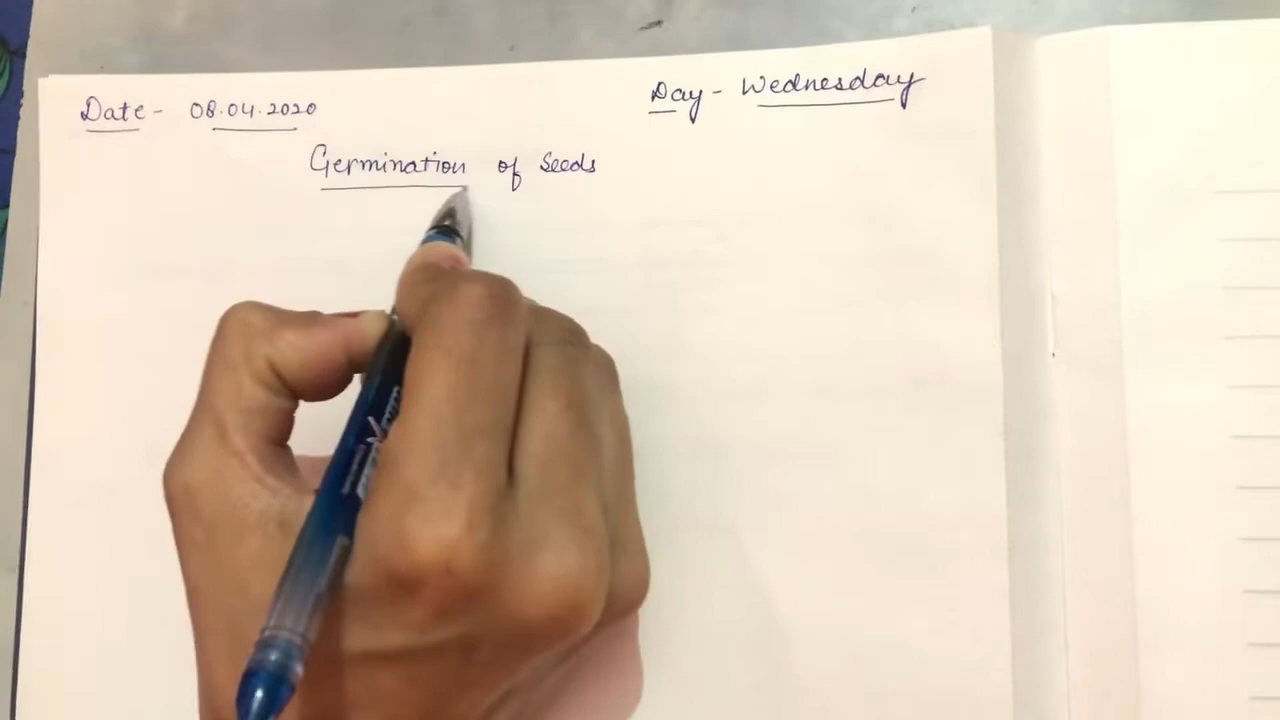 Date - 08.04.2020
Day - Wednesday
Germination of Seeds